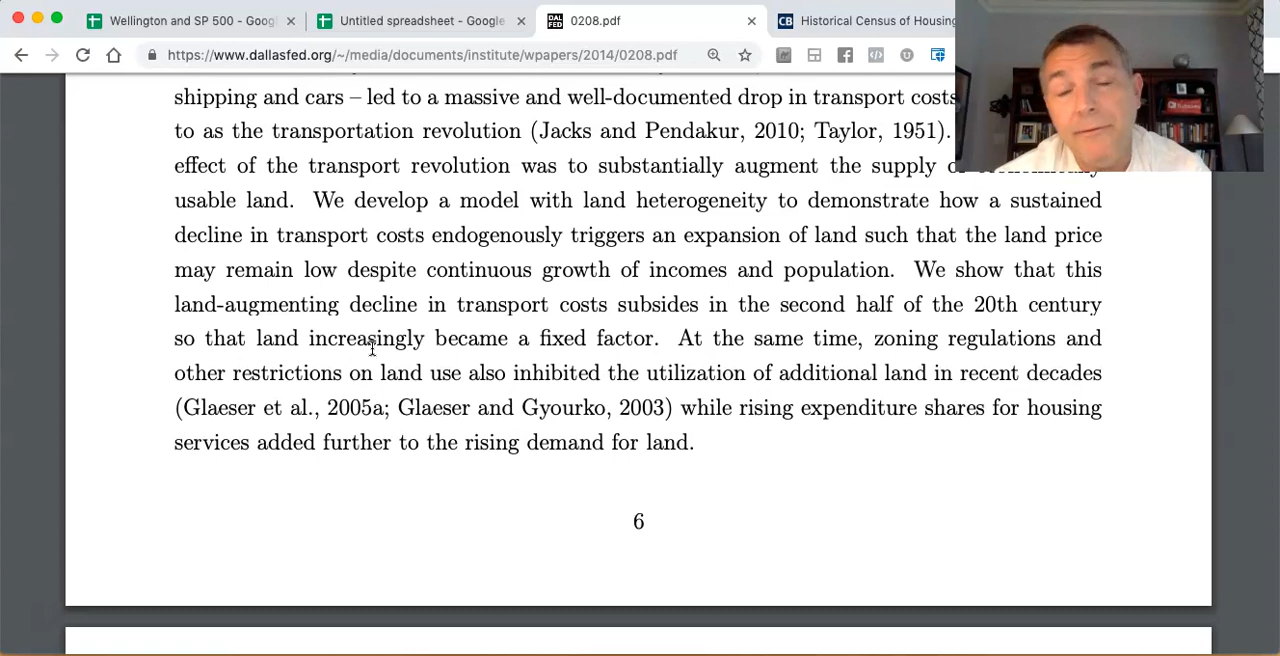 Wellington and SP 500 - Goog
Untitled spreadsheet - Google
0208.pdf
Historical Census of Housing
https://www.dallasfed.org/~/media/documents/institute/wpapers/2014/0208.pdf
shipping and cars – led to a massive and well-documented drop in transport costs
to as the transportation revolution (Jacks and Pendakur, 2010; Taylor, 1951).
effect of the transport revolution was to substantially augment the supply
usable land. We develop a model with land heterogeneity to demonstrate how a sustained
decline in transport costs endogenously triggers an expansion of land such that the land price
may remain low despite continuous growth of incomes and population. We show that this
land-augmenting decline in transport costs subsides in the second half of the 20th century
so that land increasingly became a fixed factor. At the same time, zoning regulations and
other restrictions on land use also inhibited the utilization of additional land in recent decades
(Glaeser et al., 2005a; Glaeser and Gyourko, 2003) while rising expenditure shares for housing
services added further to the rising demand for land.
6